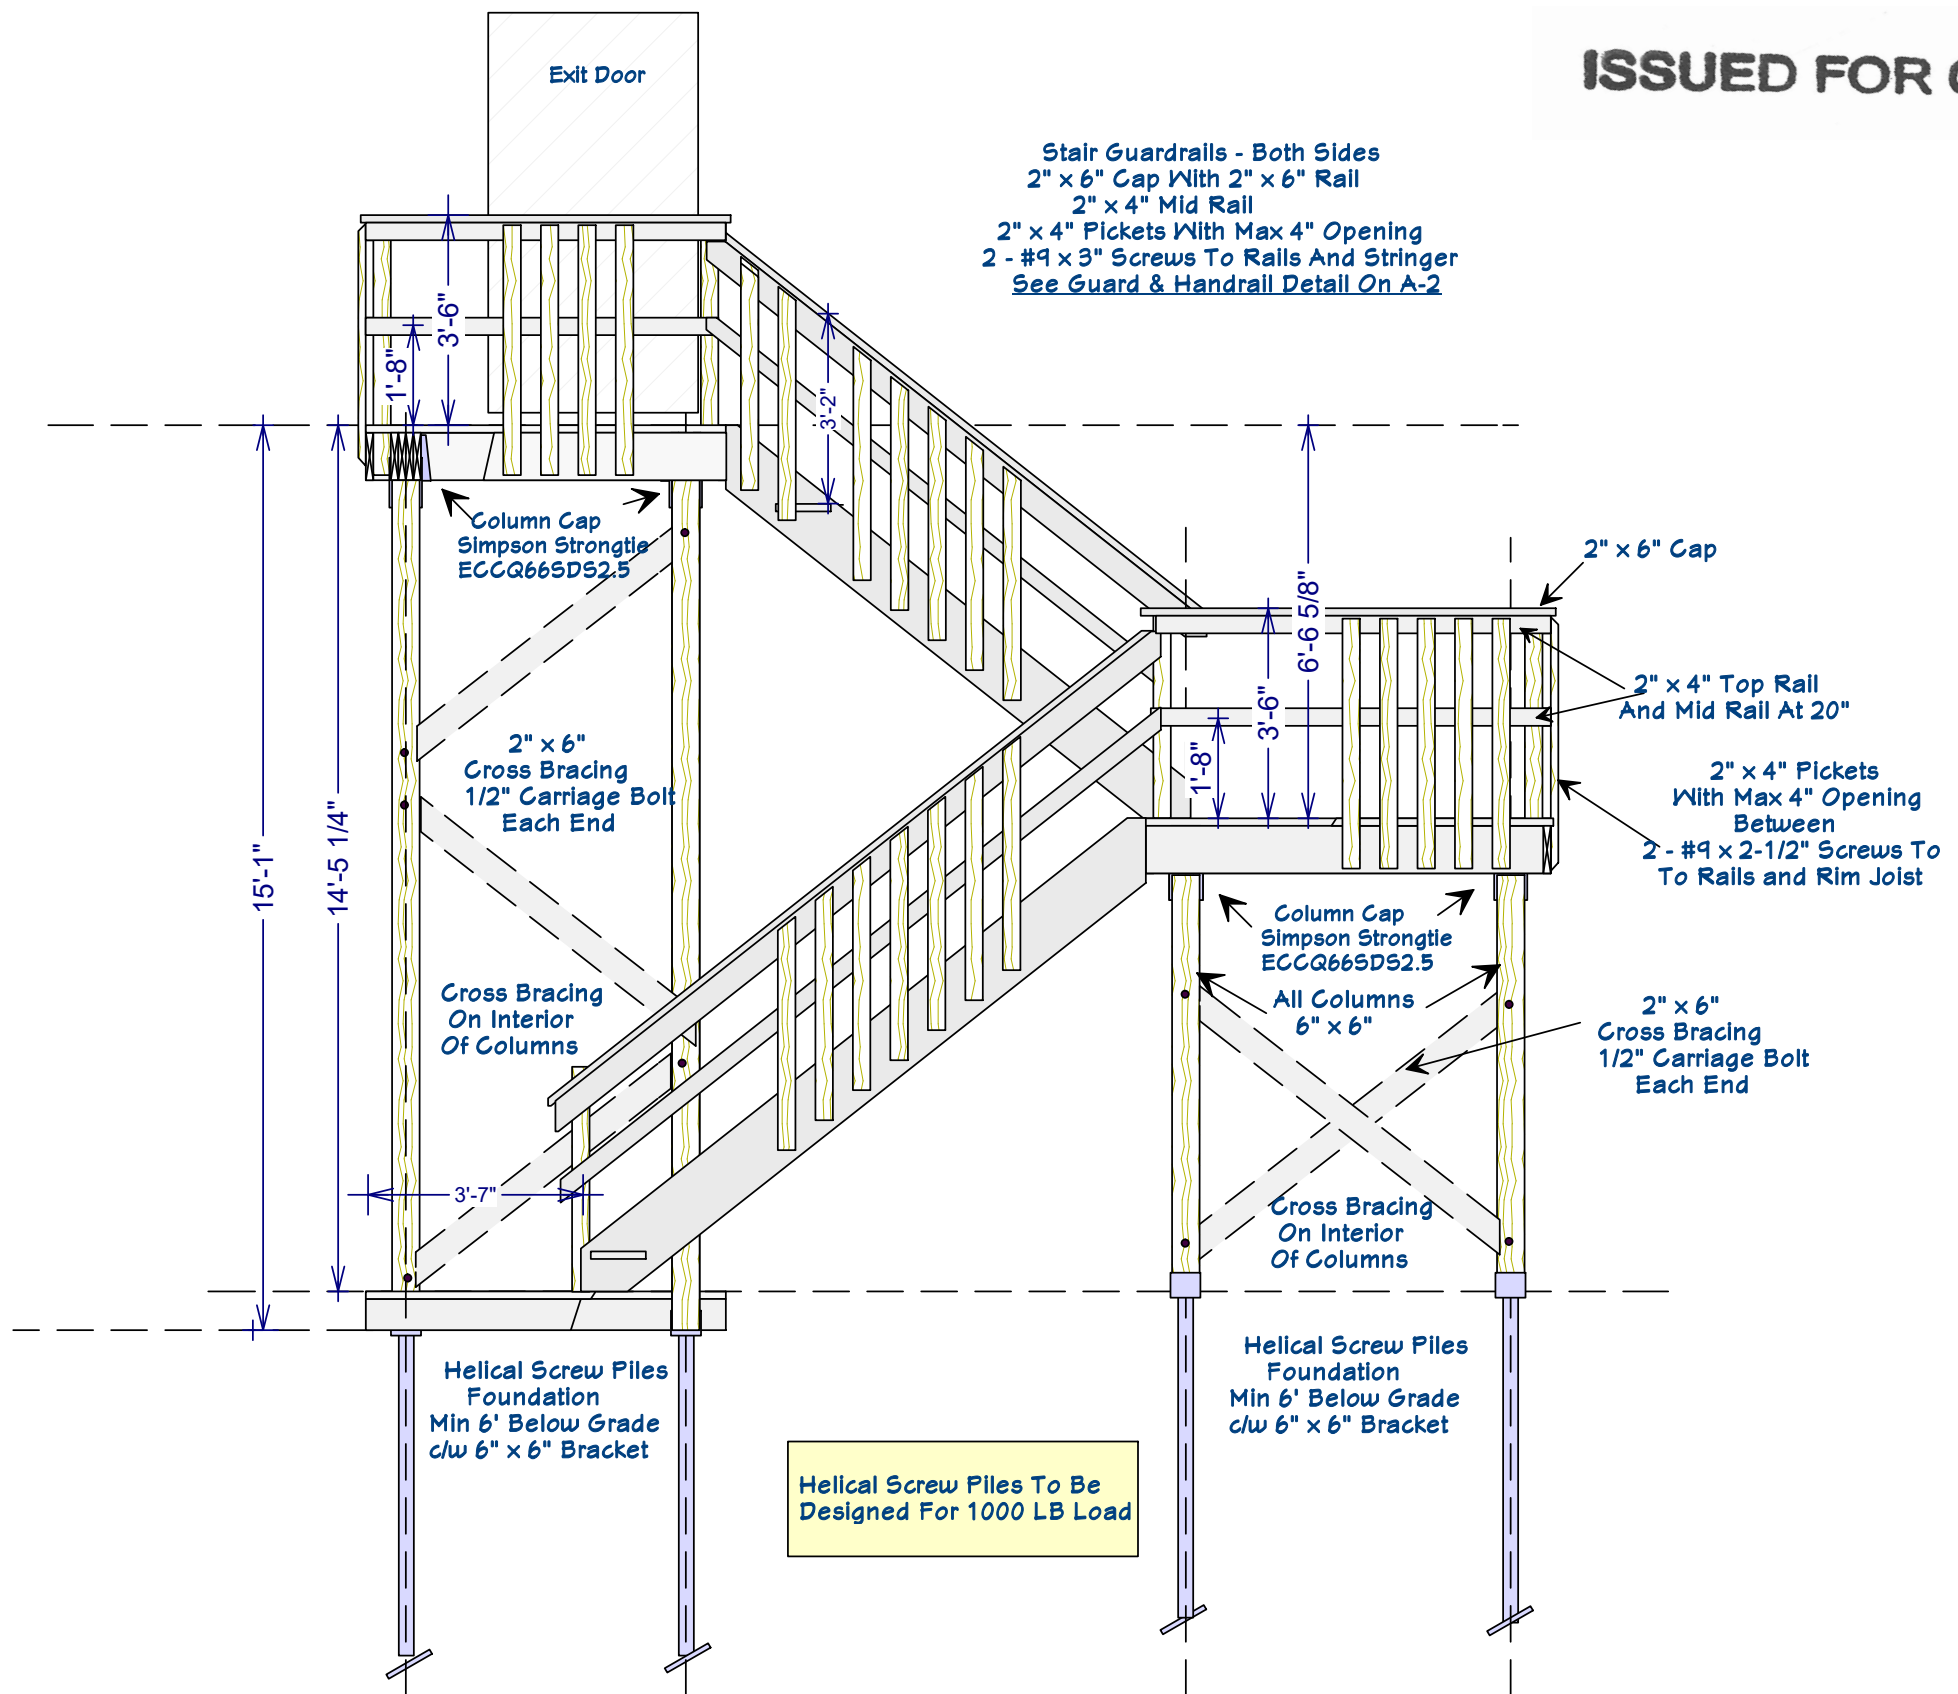 Exit Door
ISSUED FOR
Stair Guardrails - Both Sides
2" x 6" Cap With 2" x 6" Rail
2" x 4" Mid Rail
2" x 4" Pickets With Max 4" Opening
2 - #9 x 3" Screws To Rails And Stringer
See Guard & Handrail Detail On A-2
3'-6"
1'-8"
3'-2"
Column Cap
Simpson Strongtie
ECCQ66SDS2.5
2" x 6" Cap
6'-6 5/8"
3'-6"
1'-8"
2" x 4" Top Rail
And Mid Rail At 20"
2" x 6"
Cross Bracing
1/2" Carriage Bolt
Each End
2" x 4" Pickets
With Max 4" Opening
Between
2 - #9 x 2-1/2" Screws To
To Rails and Rim Joist
15'-1"
14'-5 1/4"
Column Cap
Simpson Strongtie
ECCQ66SDS2.5
All Columns
6" x 6"
Cross Bracing
On Interior
Of Columns
2" x 6"
Cross Bracing
1/2" Carriage Bolt
Each End
3'-7"
Cross Bracing
On Interior
Of Columns
Helical Screw Piles
Foundation
Min 6' Below Grade
c/w 6" x 6" Bracket
Helical Screw Piles
Foundation
Min 6' Below Grade
c/w 6" x 6" Bracket
Helical Screw Piles To Be
Designed For 1000 LB Load